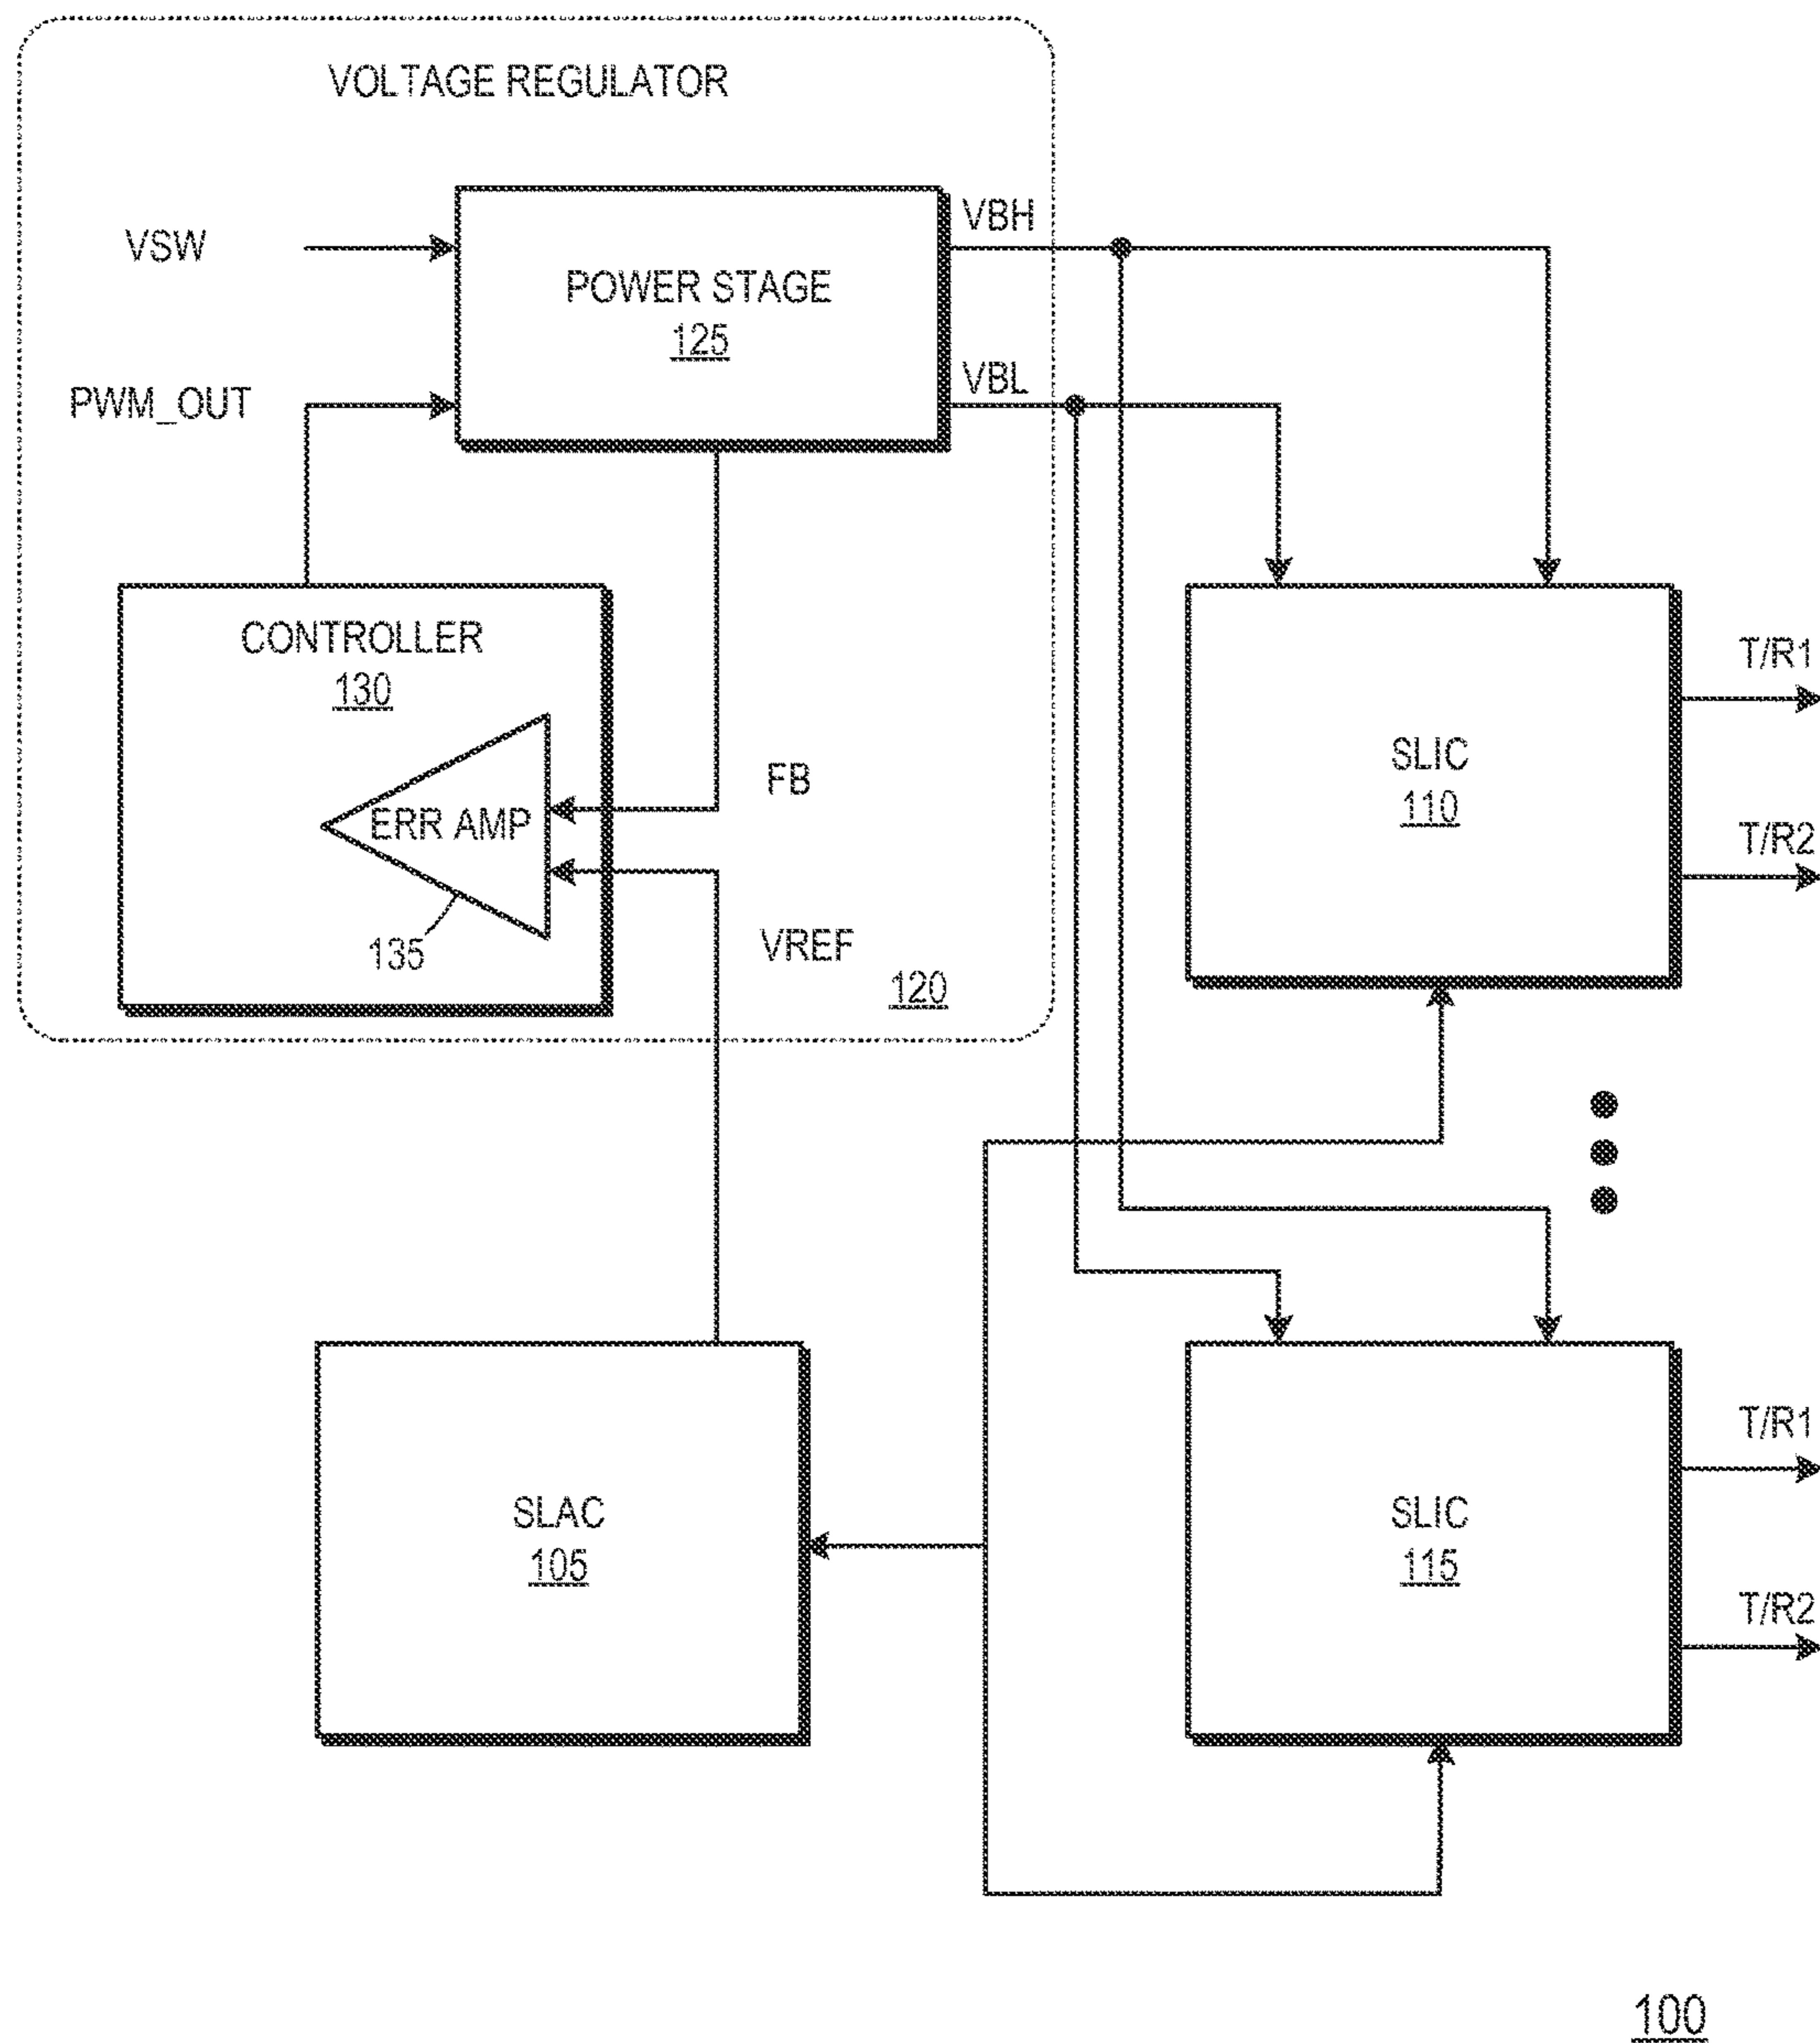 VOLTAGE REGULATOR
VSW
PWM_OUT
POWER STAGE
125
VBH
VBL
CONTROLLER
130
ERR AMP
135
FB
VREF
120
SLIC
110
T/R1
T/R2
SLAC
105
SLIC
115
T/R1
T/R2
100